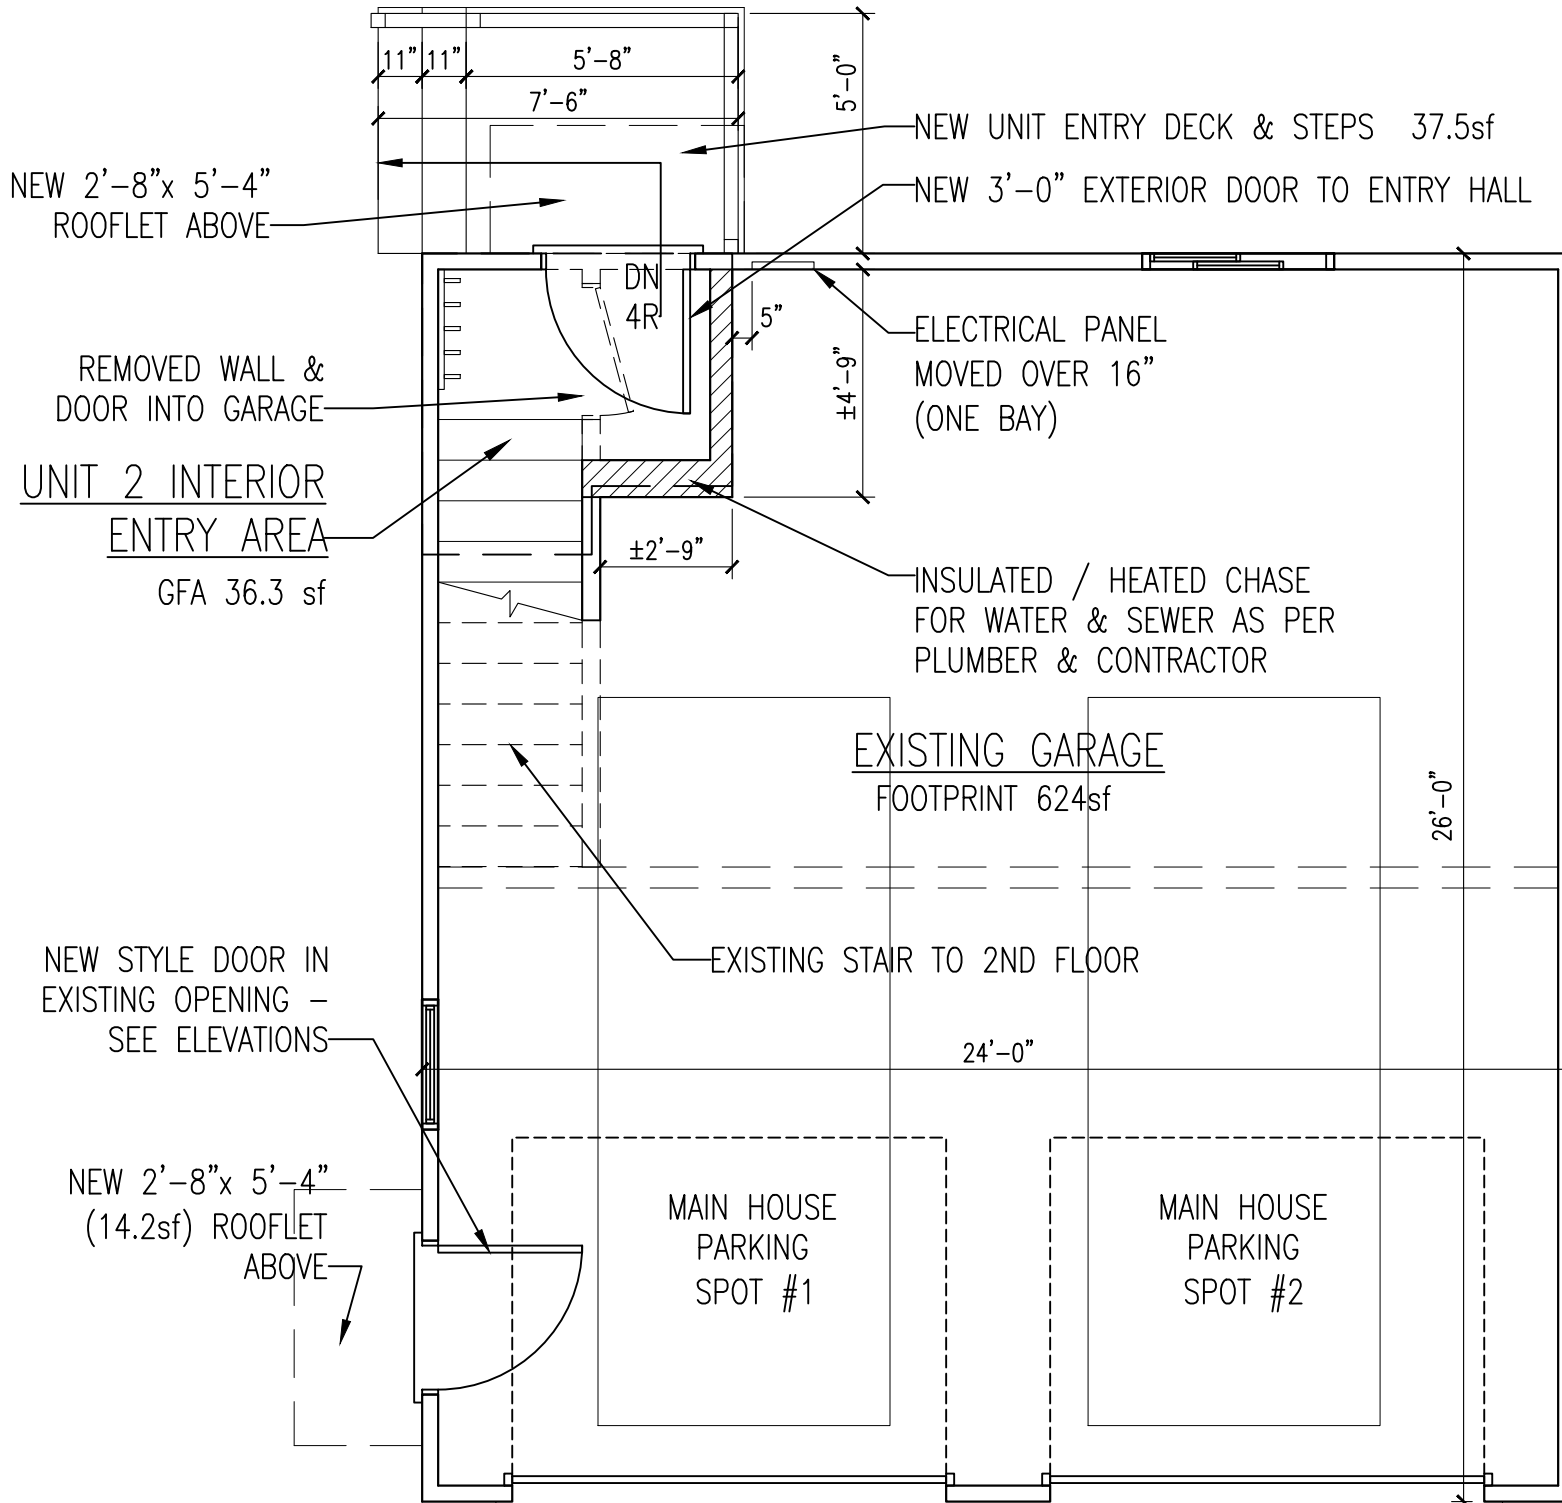 11" 11" 5'-8"
7'-6"
5'-0"
NEW UNIT ENTRY DECK & STEPS 37.5sf
NEW 3'-0" EXTERIOR DOOR TO ENTRY HALL
NEW 2'-8"x 5'-4"
ROOFLET ABOVE
DN
4R
5"
±4'-9"
ELECTRICAL PANEL
MOVED OVER 16"
(ONE BAY)
REMOVED WALL &
DOOR INTO GARAGE
UNIT 2 INTERIOR
ENTRY AREA
GFA 36.3 sf
±2'-9"
INSULATED / HEATED CHASE
FOR WATER & SEWER AS PER
PLUMBER & CONTRACTOR
EXISTING GARAGE
FOOTPRINT 624sf
26'-0"
EXISTING STAIR TO 2ND FLOOR
NEW STYLE DOOR IN
EXISTING OPENING –
SEE ELEVATIONS
24'-0"
NEW 2'-8"x 5'-4"
(14.2sf) ROOFLET
ABOVE
MAIN HOUSE
PARKING
SPOT #1
MAIN HOUSE
PARKING
SPOT #2